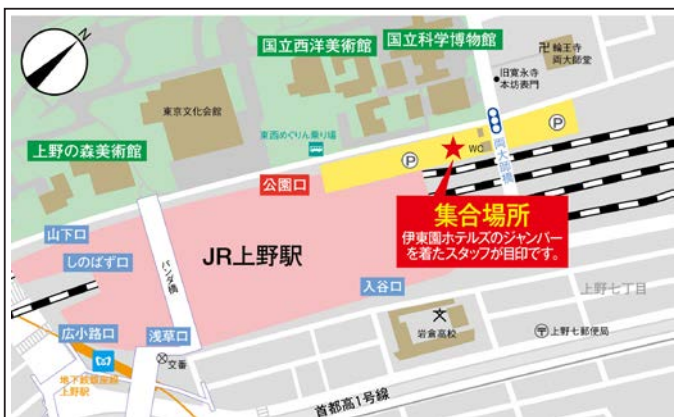 N
国立西洋美術館
国立科学博物館
卍 輪王寺
両大師堂
旧寛永寺
本坊表門
東京文化会館
東西めぐりん乗り場
上野の森美術館
P
P
WC
両大師橋
公園口
集合場所
伊東園ホテルズのジャンパー
を着たスタッフが目印です。
山下口
しのばず口
JR上野駅
パンダ橋
入谷口
上野七丁目
文
岩倉高校
〒上野七郵便局
広小路口
浅草口
交番
地下鉄銀座線
上野駅
首都高1号線